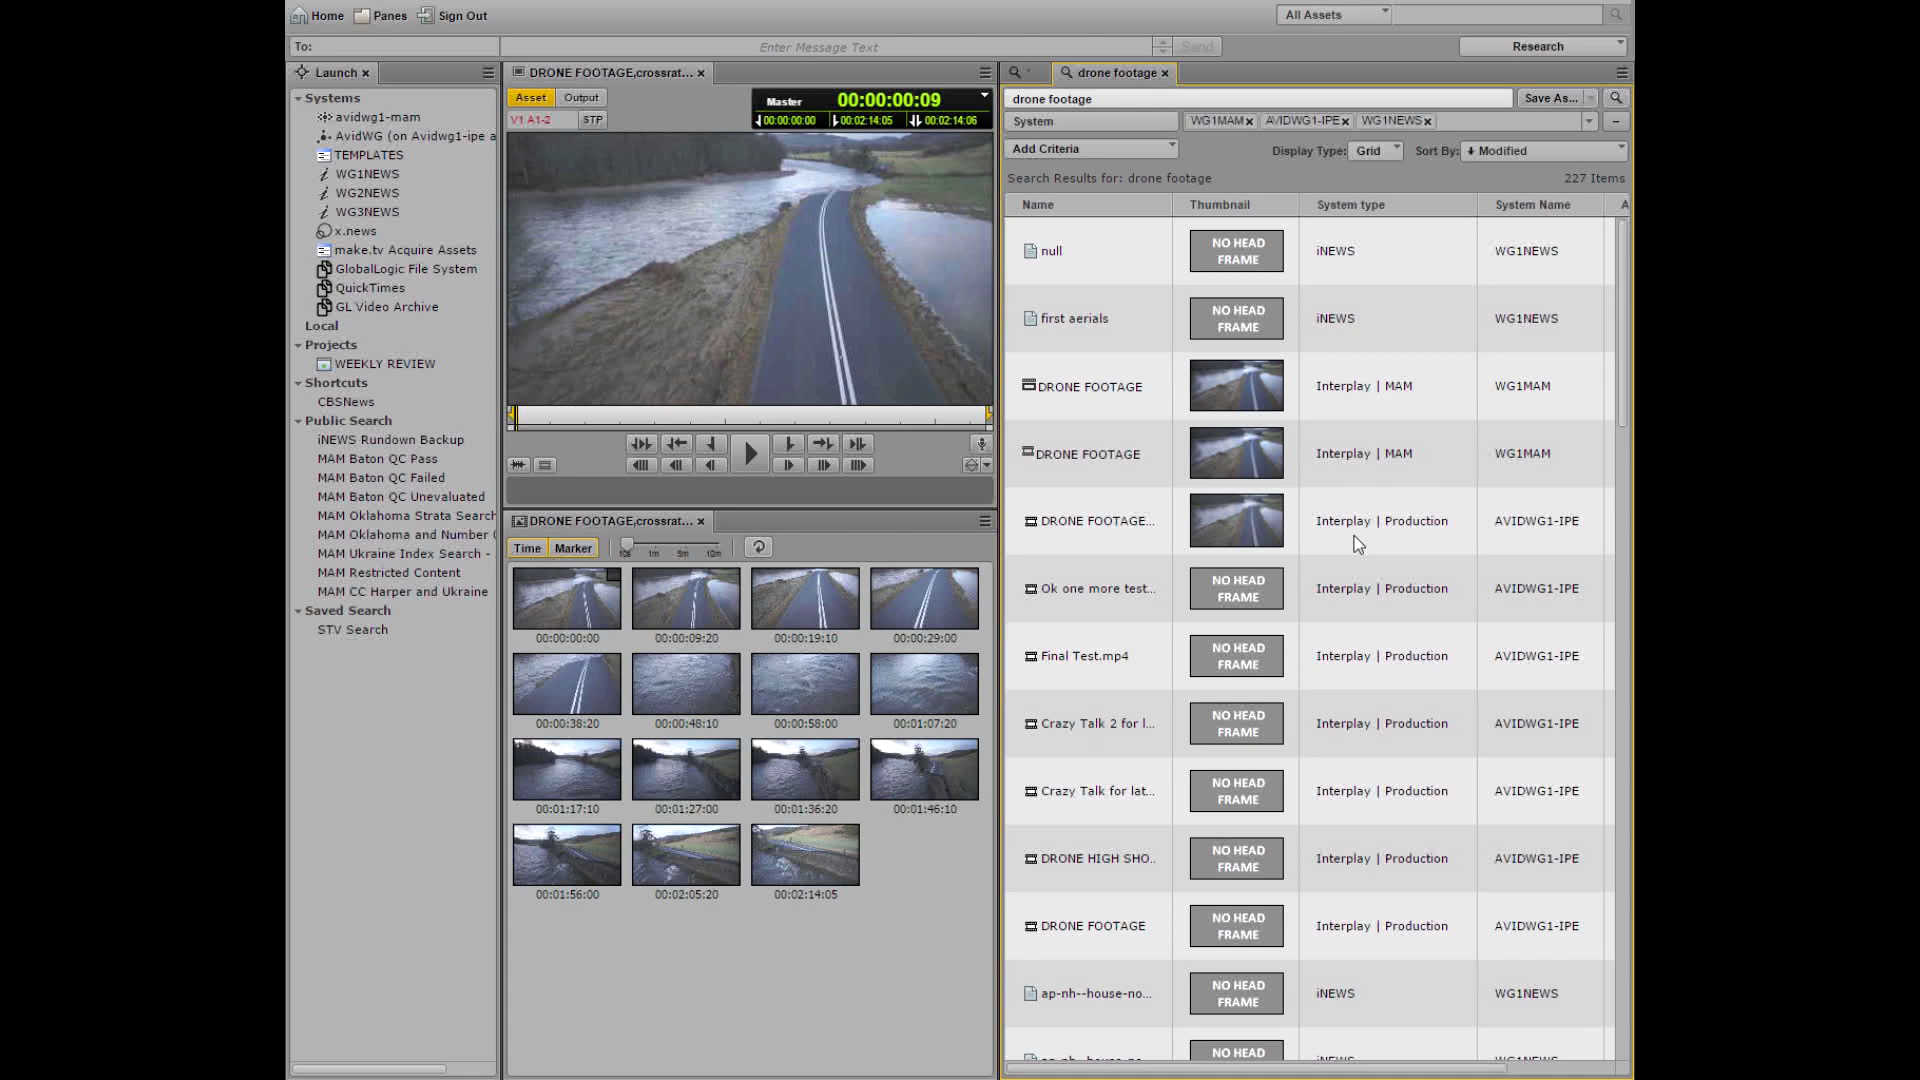 Home Panes Sign Out All Assets
To: Enter Message Text Send Research
Launch
Systems
avidwg1-mam
AvidWG (on Avidwg1-ipe a
TEMPLATES
WG1NEWS
WG2NEWS
WG3NEWS
x.news
make.tv Acquire Assets
GlobalLogic File System
QuickTimes
GL Video Archive
Local
Projects
WEEKLY REVIEW
Shortcuts
CBSNews
Public Search
iNEWS Rundown Backup
MAM Baton QC Pass
MAM Baton QC Failed
MAM Baton QC Unevaluated
MAM Oklahoma Strata Search
MAM Oklahoma and Number
MAM Ukraine Index Search -
MAM Restricted Content
MAM CC Harper and Ukraine
Saved Search
STV Search
DRONE FOOTAGE,crossrat...
Asset Output
V1 A1-2 STP
Master 00:00:00:09
00:00:00:00 00:02:14:05 00:02:14:06
DRONE FOOTAGE,crossrat...
Time Marker 10s 1m 5m 10m
00:00:00:00 00:00:09:20 00:00:19:10 00:00:29:00
00:00:38:20 00:00:48:10 00:00:58:00 00:01:07:20
00:01:17:10 00:01:27:00 00:01:36:20 00:01:46:10
00:01:56:00 00:02:05:20 00:02:14:05
drone footage
drone footage Save As...
System WG1MAM AVIDWG1-IPE WG1NEWS
Add Criteria Display Type: Grid Sort By: Modified
Search Results for: drone footage 227 Items
Name Thumbnail System type System Name A
null NO HEAD FRAME iNEWS WG1NEWS
first aerials NO HEAD FRAME iNEWS WG1NEWS
DRONE FOOTAGE Interplay | MAM WG1MAM
DRONE FOOTAGE Interplay | MAM WG1MAM
DRONE FOOTAGE... Interplay | Production AVIDWG1-IPE
Ok one more test... NO HEAD FRAME Interplay | Production AVIDWG1-IPE
Final Test.mp4 NO HEAD FRAME Interplay | Production AVIDWG1-IPE
Crazy Talk 2 for l... NO HEAD FRAME Interplay | Production AVIDWG1-IPE
Crazy Talk for lat... NO HEAD FRAME Interplay | Production AVIDWG1-IPE
DRONE HIGH SHO.. NO HEAD FRAME Interplay | Production AVIDWG1-IPE
DRONE FOOTAGE NO HEAD FRAME Interplay | Production AVIDWG1-IPE
ap-nh--house-no... NO HEAD FRAME iNEWS WG1NEWS
NO HEAD